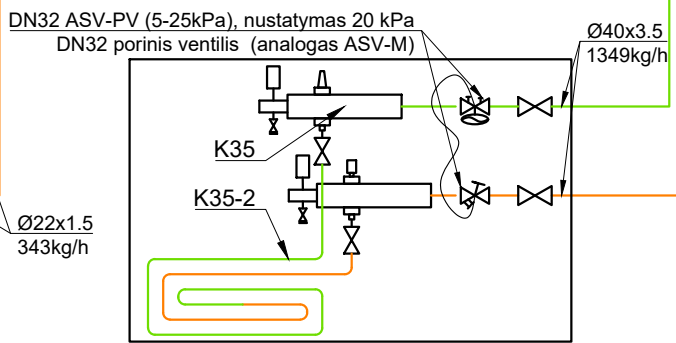 DN32 ASV-PV (5-25kPa), nustatymas 20 kPa
DN32 porinis ventilis (analogas ASV-M)
Ø40x3.5
1349kg/h
K35
K35-2
Ø22x1.5
343kg/h